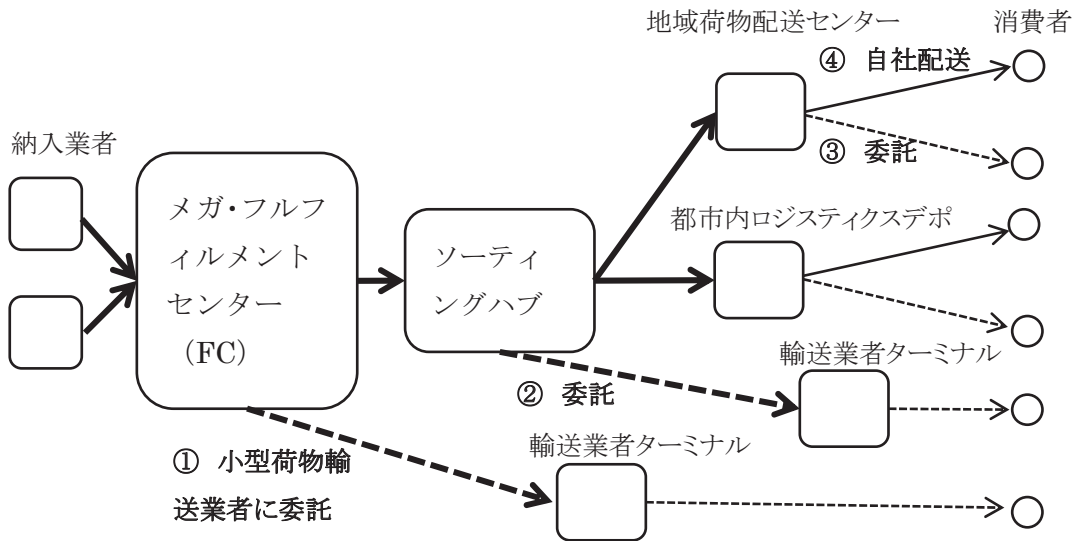 地域荷物配送センター
消費者
④ 自社配送
納入業者
③ 委託
メガ・フルフ
ィルメント
センター
（FC）
ソーティ
ングハブ
都市内ロジスティクスデポ
輸送業者ターミナル
② 委託
輸送業者ターミナル
① 小型荷物輸
送業者に委託